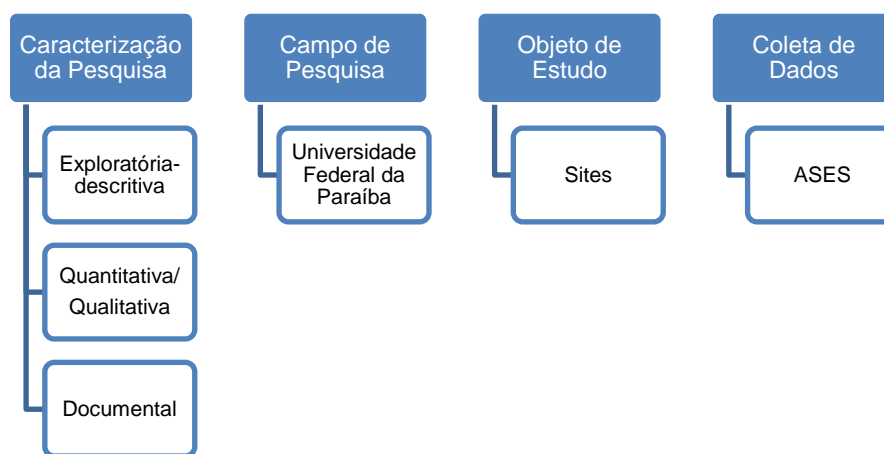 Caracterização
da Pesquisa
Exploratória-
descritiva
Quantitativa/
Qualitativa
Documental
Campo de
Pesquisa
Universidade
Federal da
Paraíba
Objeto de
Estudo
Sites
Coleta de
Dados
ASES